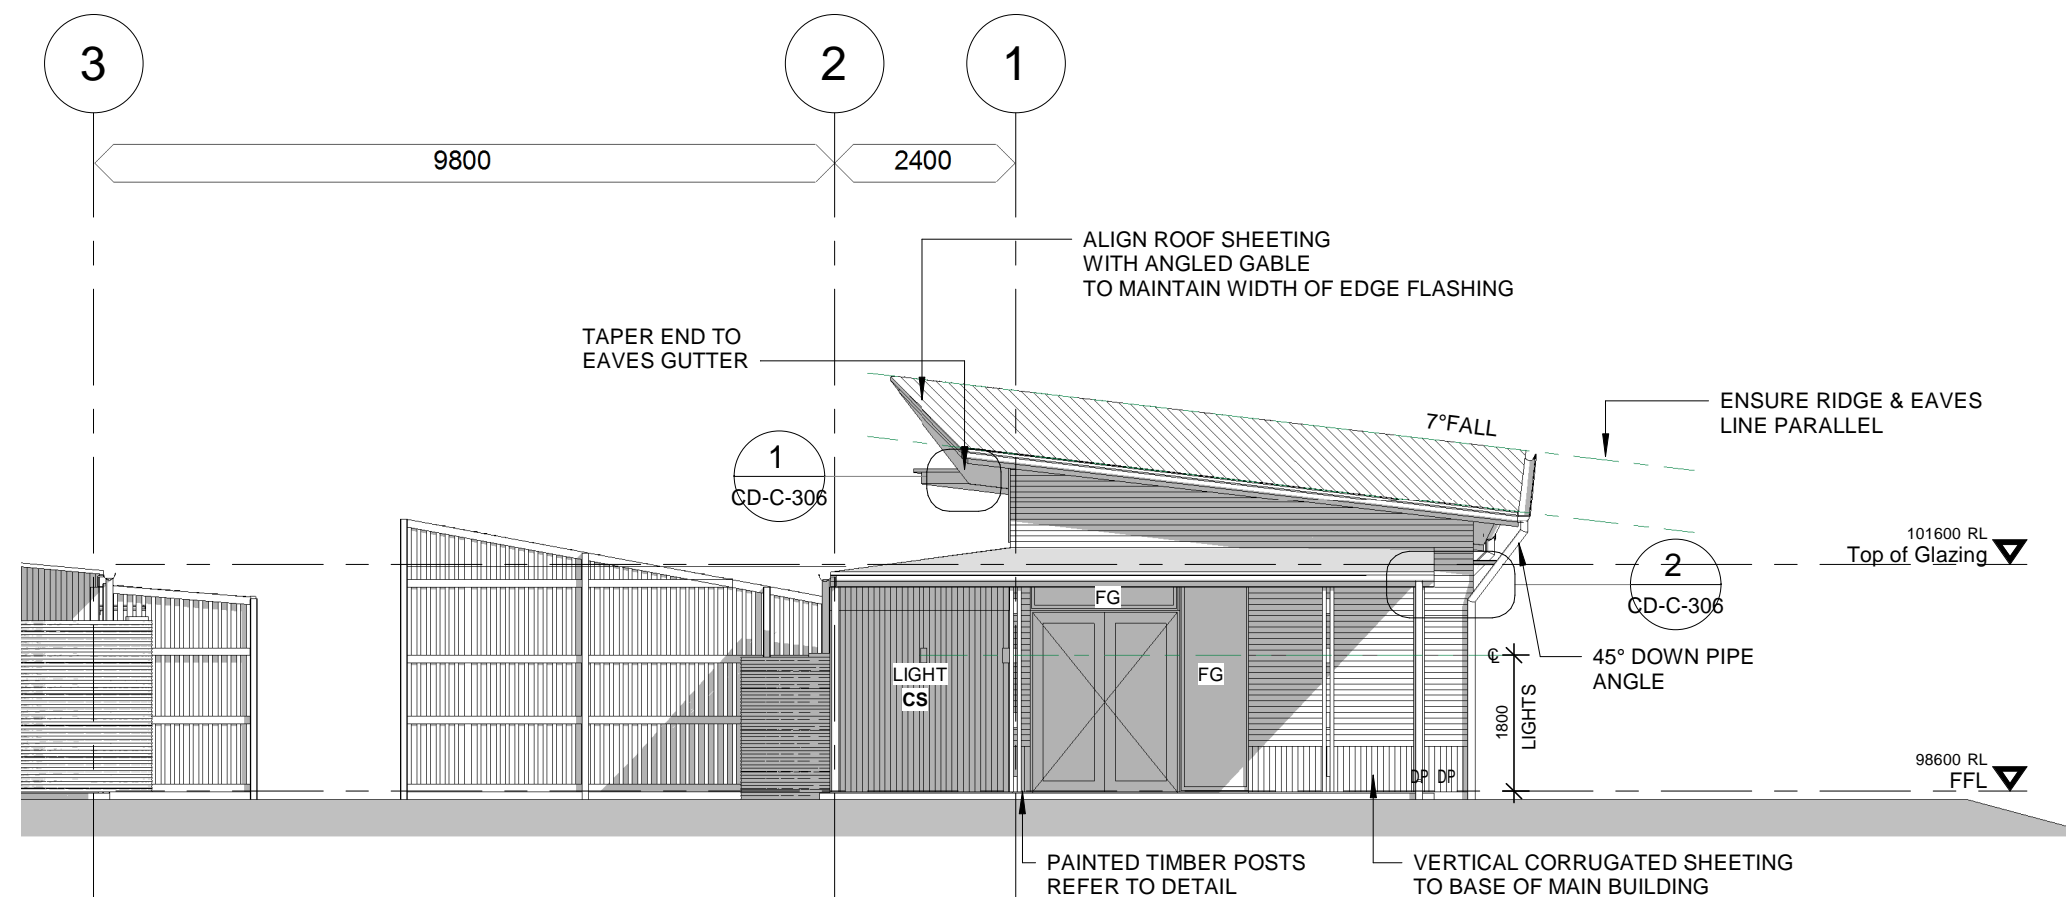 3
2
1
9800
2400
ALIGN ROOF SHEETING
WITH ANGLED GABLE
TO MAINTAIN WIDTH OF EDGE FLASHING
TAPER END TO
EAVES GUTTER
ENSURE RIDGE & EAVES
LINE PARALLEL
7°FALL
1
CD-C-306
101600 RL
Top of Glazing
2
CD-C-306
FG
LIGHT
CS
FG
℄
45° DOWN PIPE
ANGLE
1800
LIGHTS
DP DP
98600 RL
FFL
PAINTED TIMBER POSTS
REFER TO DETAIL
VERTICAL CORRUGATED SHEETING
TO BASE OF MAIN BUILDING